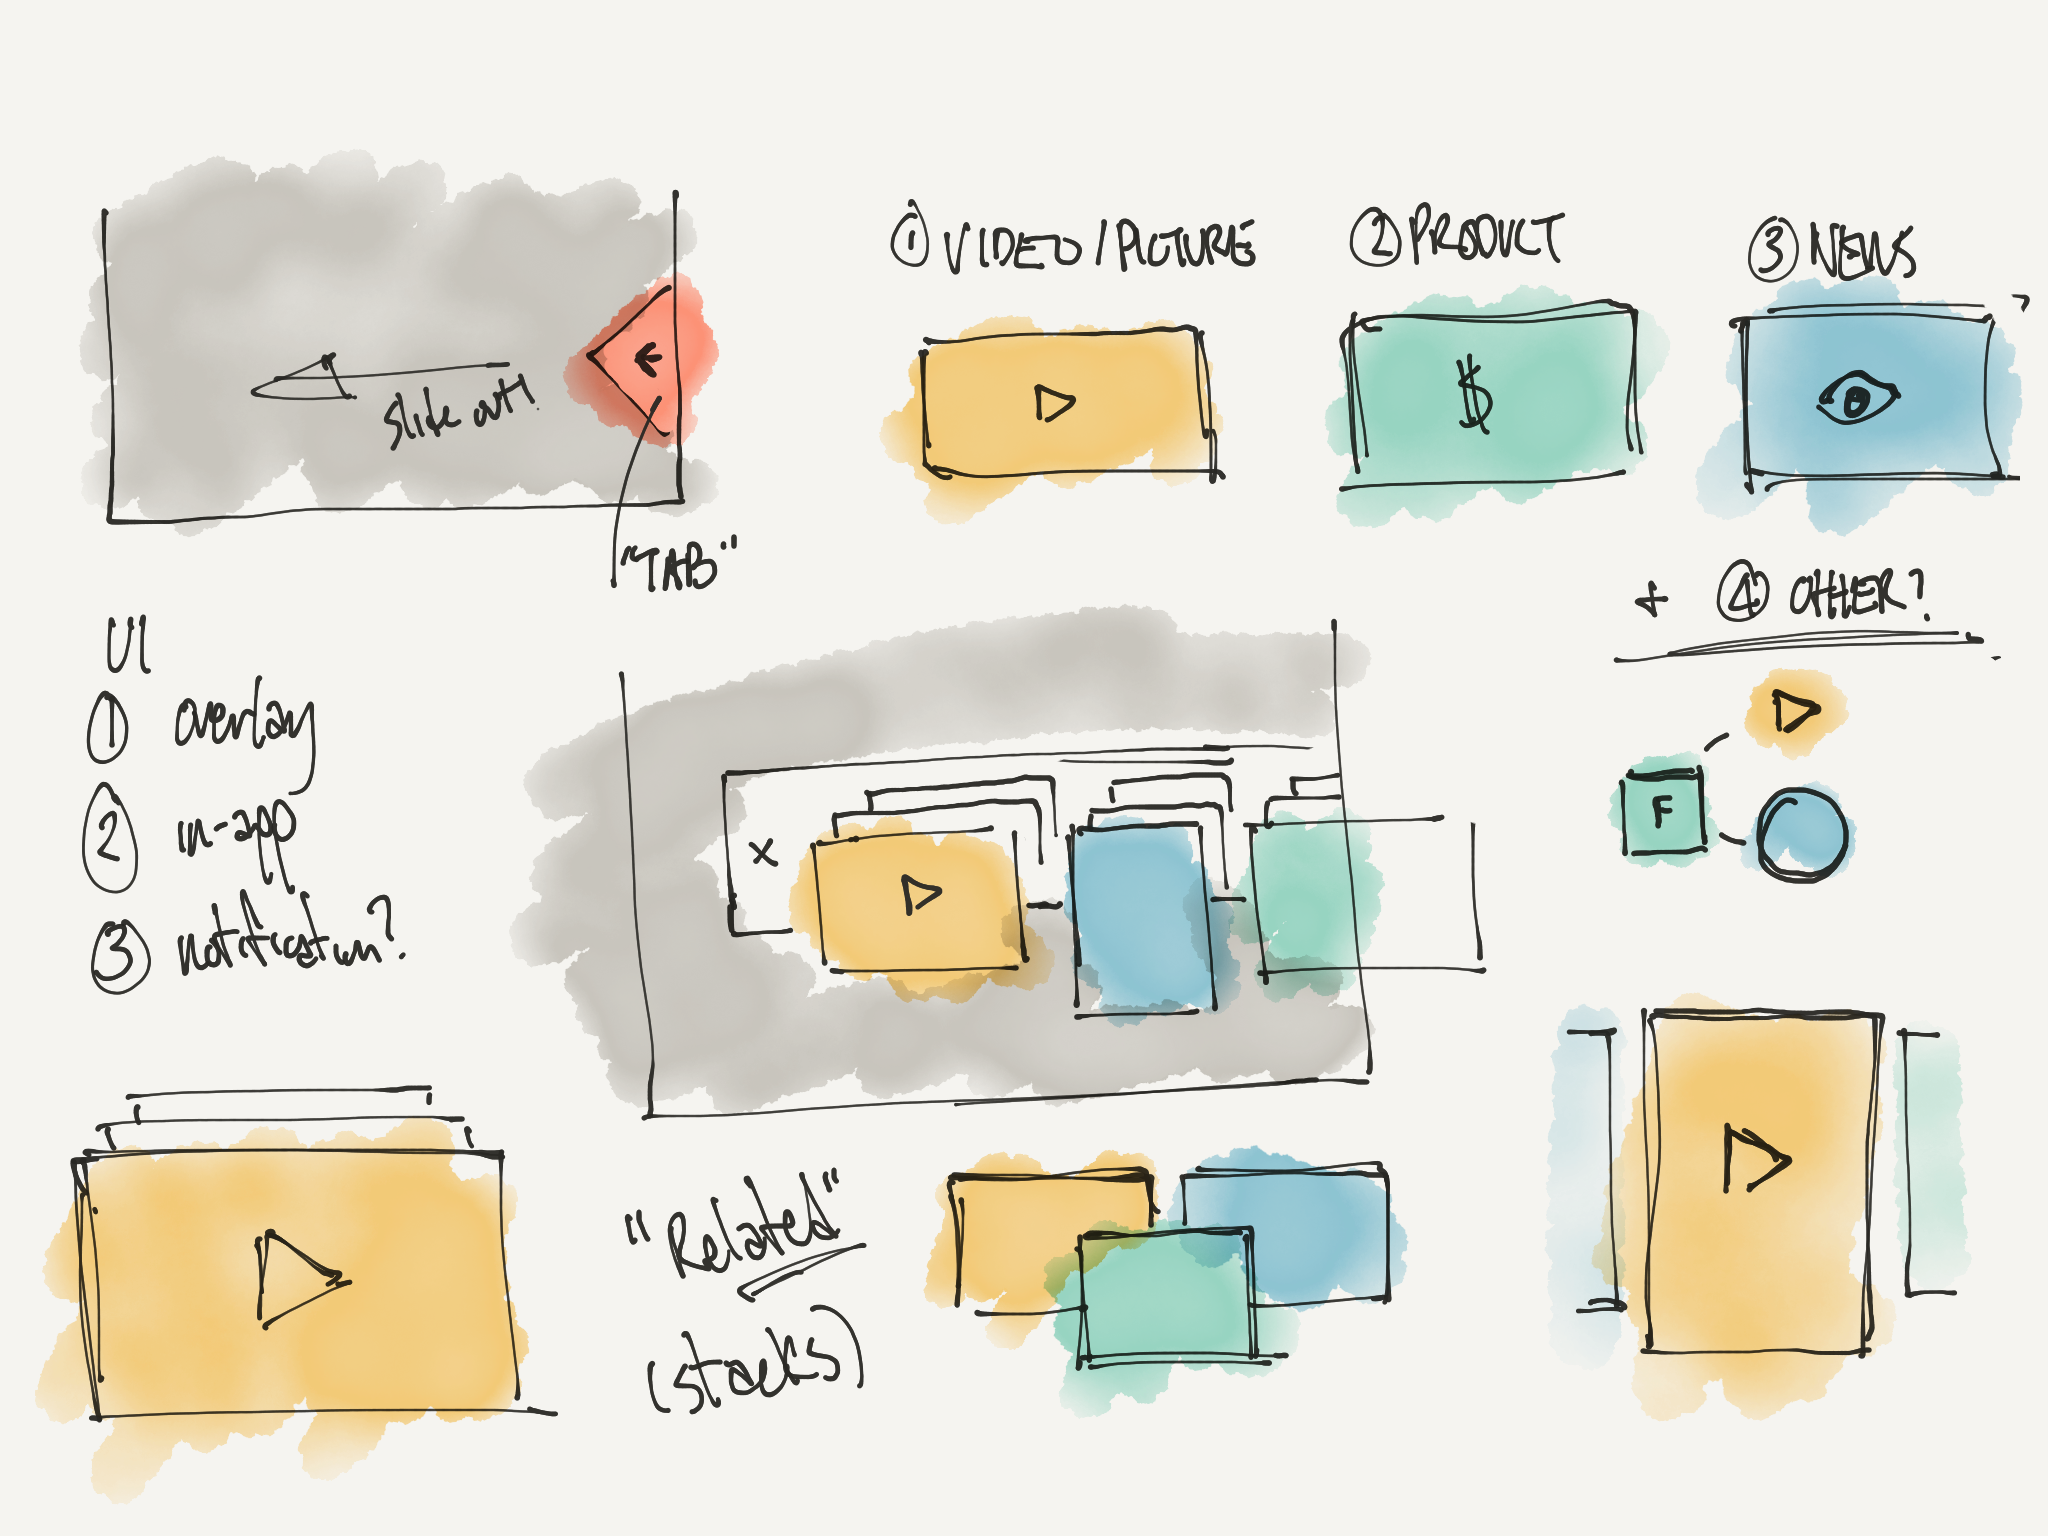 slide out!
"TAB"
① VIDEO/PICTURE
② PRODUCT
$
③ NEWS
+ ④ OTHER?
F
UI
① overlay
② in-app
③ notification?
x
"Related"
(stacks)